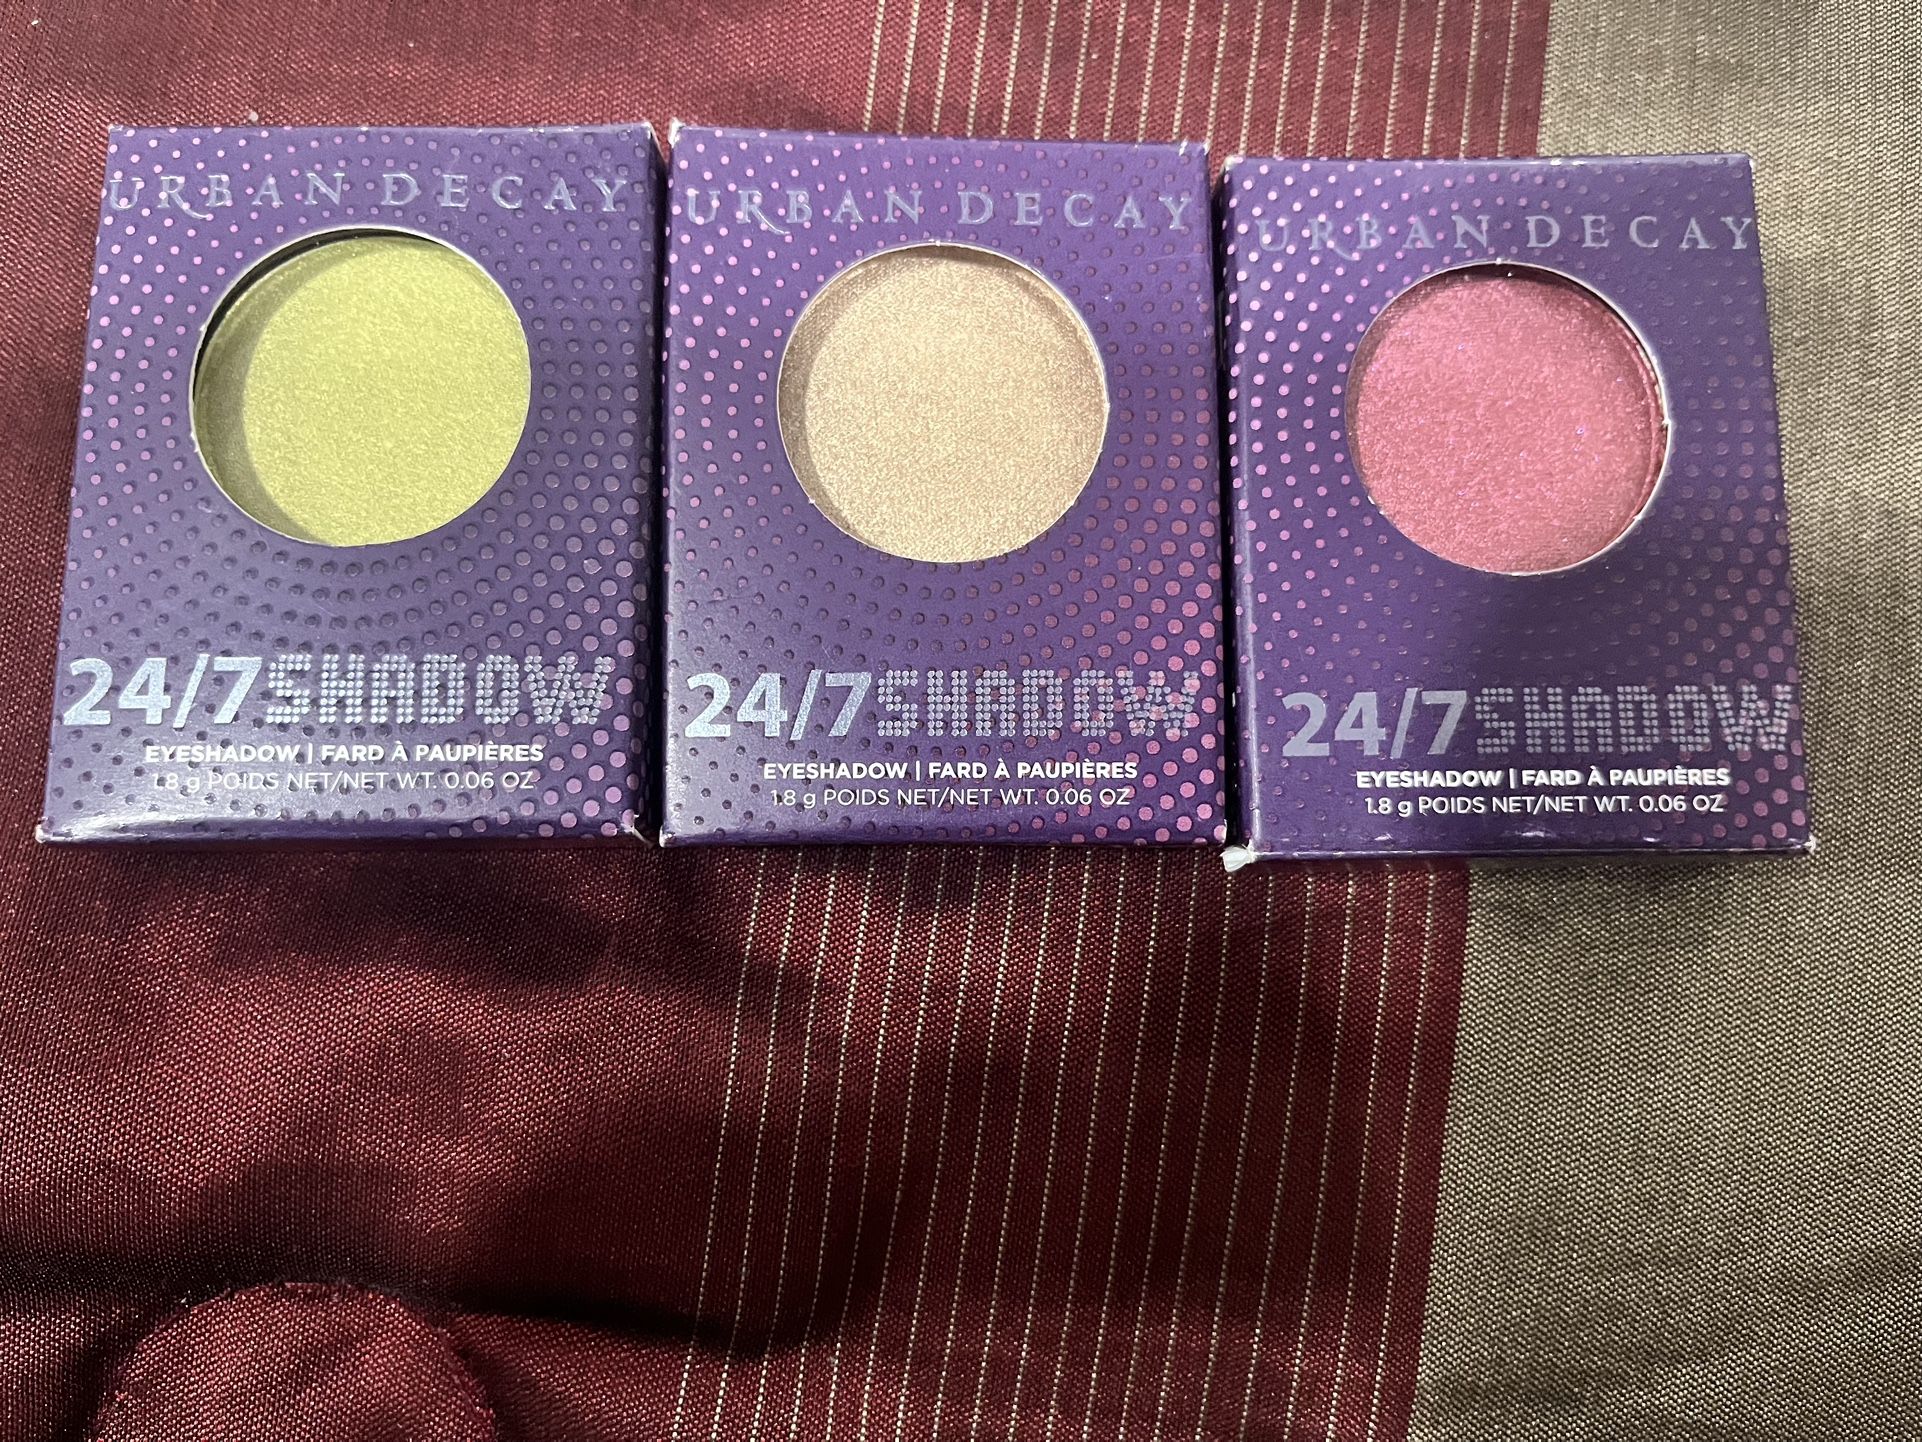 URBAN DECAY
24/7 SHADOW
EYESHADOW | FARD À PAUPIÈRES
1.8 g POIDS NET/NET WT. 0.06 OZ
URBAN DECAY
24/7 SHADOW
EYESHADOW | FARD À PAUPIÈRES
1.8 g POIDS NET/NET WT. 0.06 OZ
URBAN DECAY
24/7 SHADOW
EYESHADOW | FARD À PAUPIÈRES
1.8 g POIDS NET/NET WT. 0.06 OZ